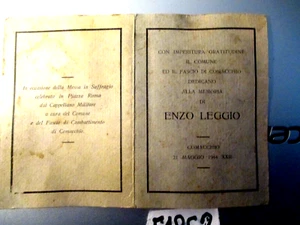 In occasione della Messa in Suffragio
celebrata in Piazza Roma
dal Cappellano Militare
a cura del Comune
e del Fascio di Combattimento
di Comacchio
CON IMPERITURA GRATITUDINE
IL COMUNE
ED IL FASCIO DI COMACCHIO
DEDICANO
ALLA MEMORIA
DI
ENZO LEGGIO
COMACCHIO
MAGGIO 1944 XXII